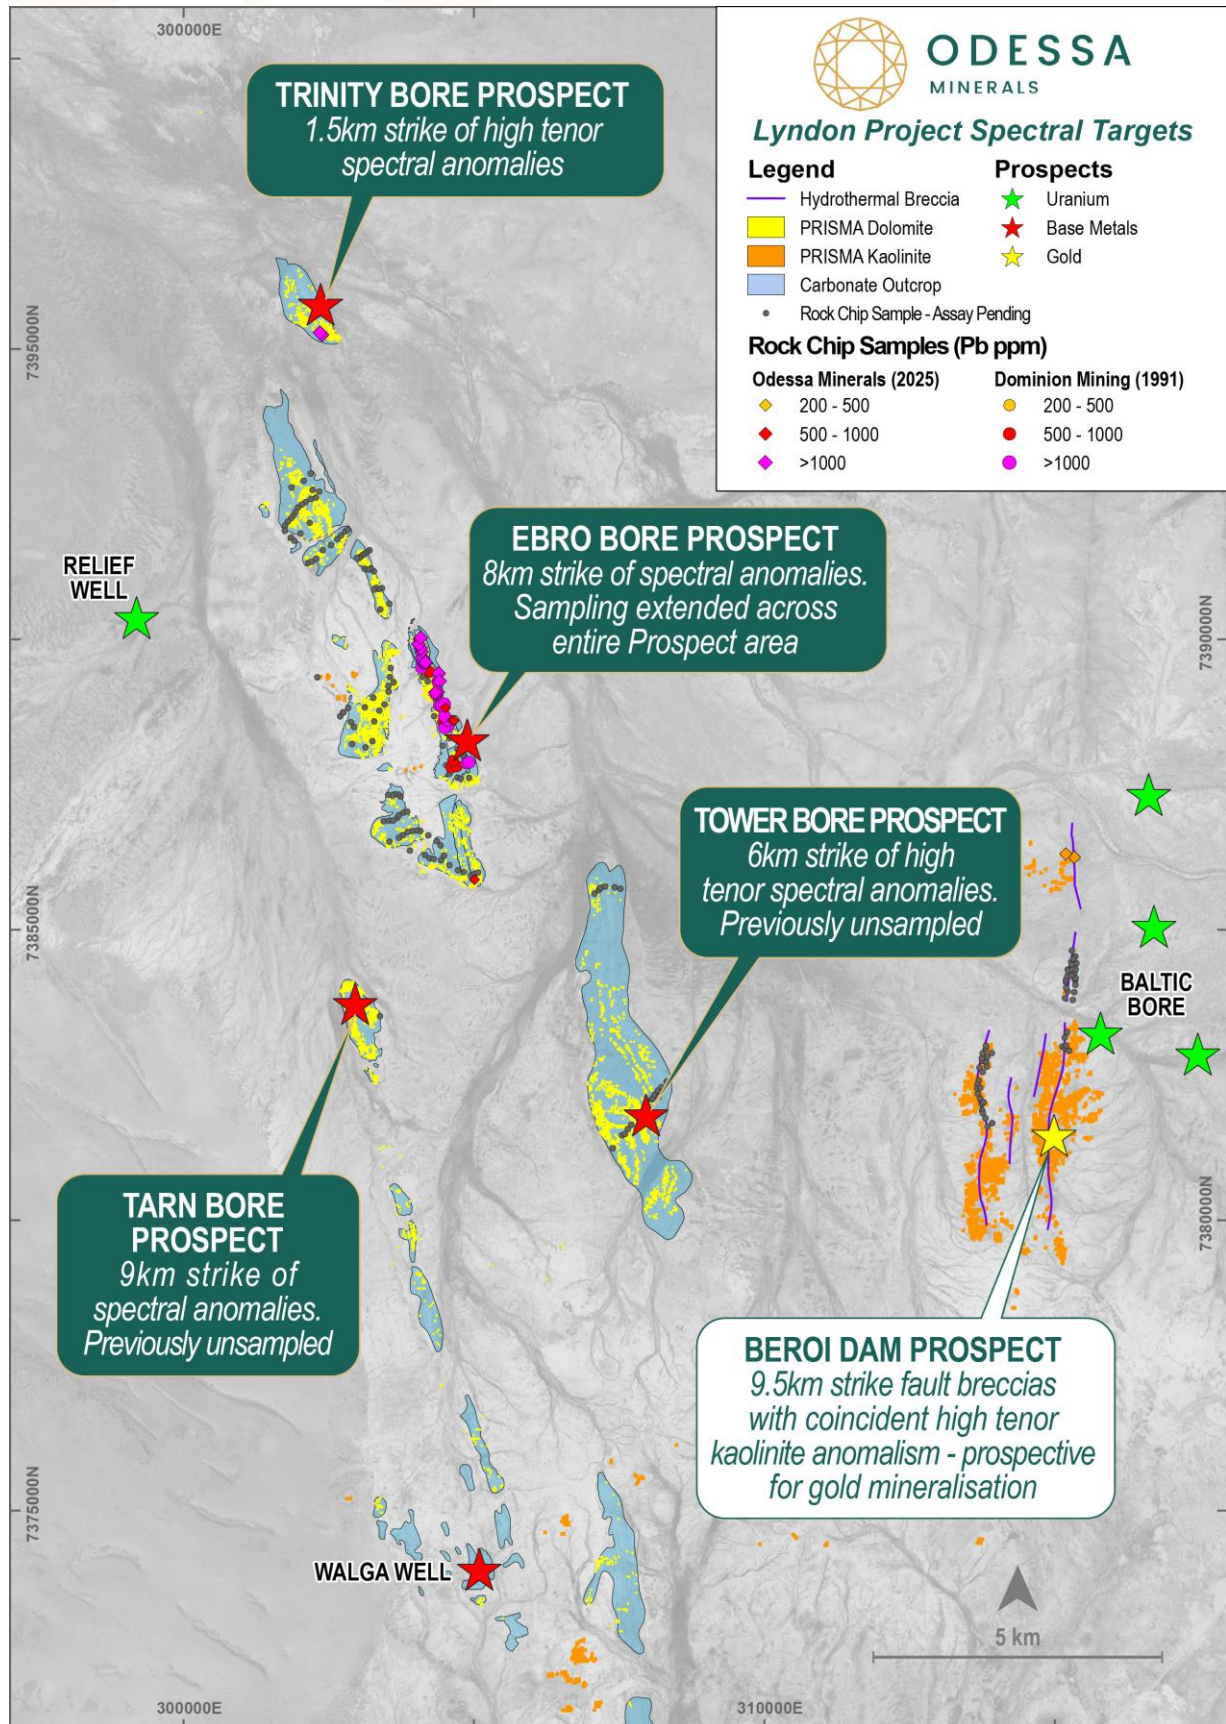 300000E
ODESSA
MINERALS
Lyndon Project Spectral Targets
Legend
Hydrothermal Breccia
PRISMA Dolomite
PRISMA Kaolinite
Carbonate Outcrop
Rock Chip Sample - Assay Pending
Prospects
Uranium
Base Metals
Gold
Rock Chip Samples (Pb ppm)
Odessa Minerals (2025)
200 - 500
500 - 1000
>1000
Dominion Mining (1991)
200 - 500
500 - 1000
>1000
TRINITY BORE PROSPECT
1.5km strike of high tenor
spectral anomalies
7395000N
EBRO BORE PROSPECT
8km strike of spectral anomalies.
Sampling extended across
entire Prospect area
RELIEF
WELL
7390000N
TOWER BORE PROSPECT
6km strike of high
tenor spectral anomalies.
Previously unsampled
7385000N
BALTIC
BORE
TARN BORE
PROSPECT
9km strike of
spectral anomalies.
Previously unsampled
7380000N
BEROI DAM PROSPECT
9.5km strike fault breccias
with coincident high tenor
kaolinite anomalism - prospective
for gold mineralisation
7375000N
WALGA WELL
5 km
300000E
310000E